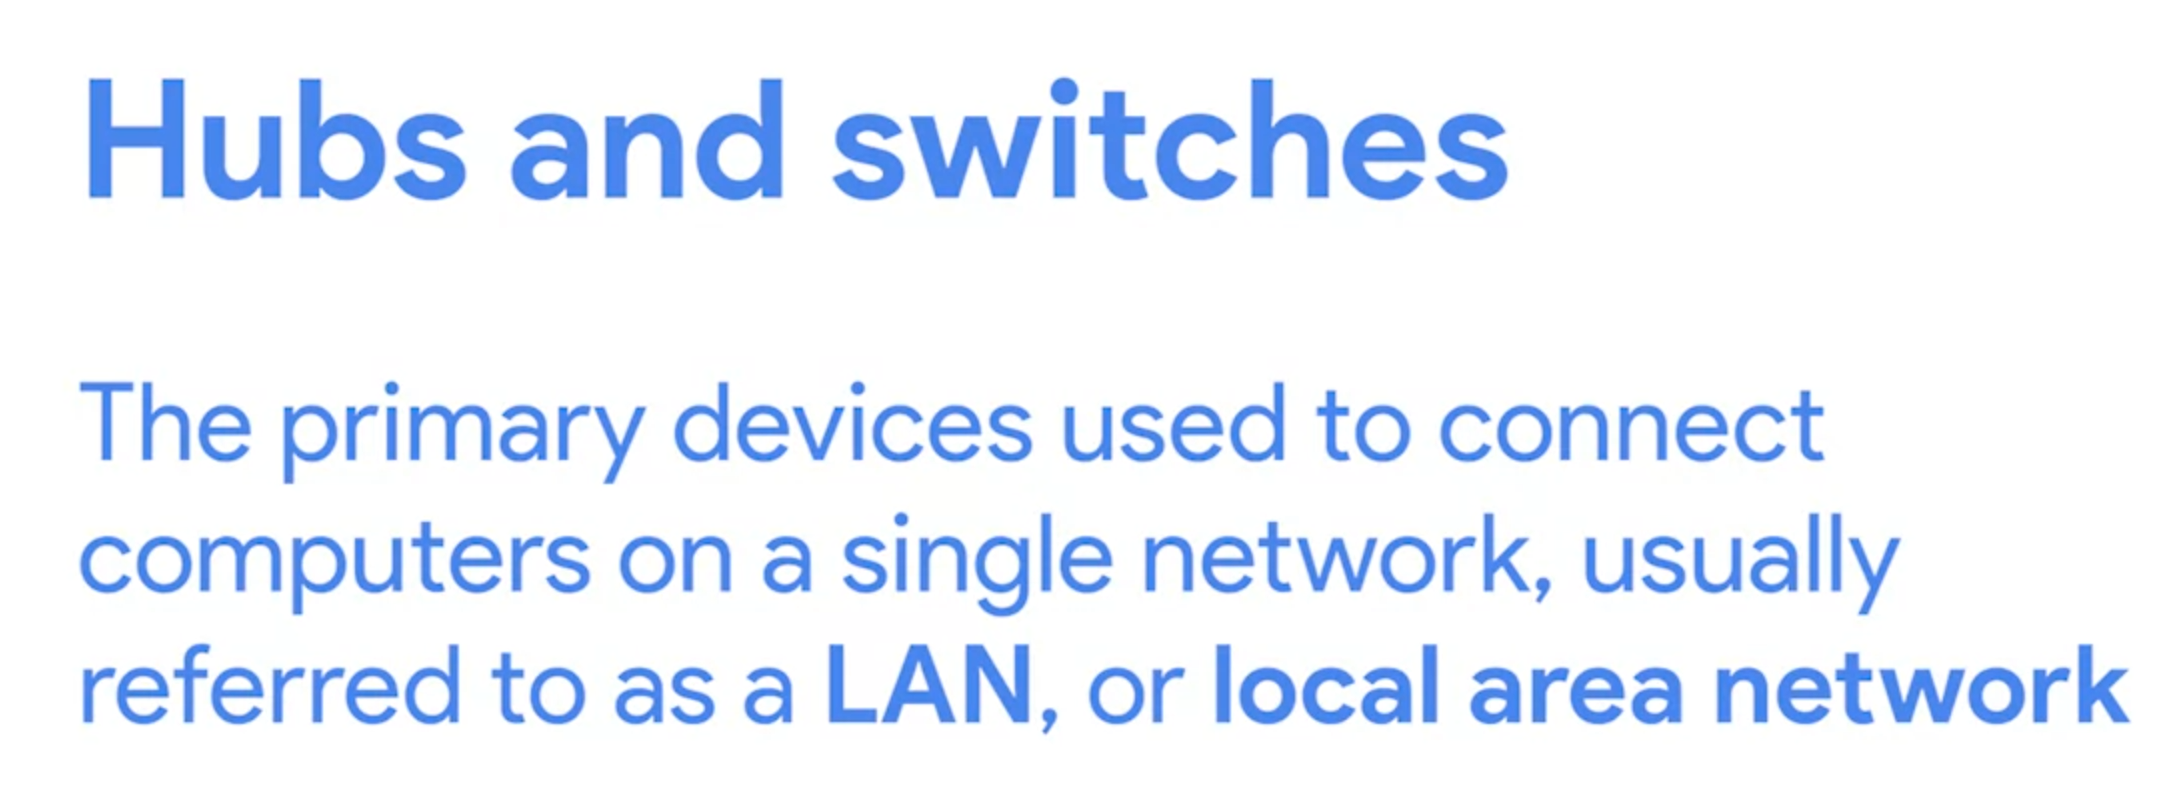 Hubs and switches
The primary devices used to connect
computers on a single network, usually
referred to as a LAN, or local area network